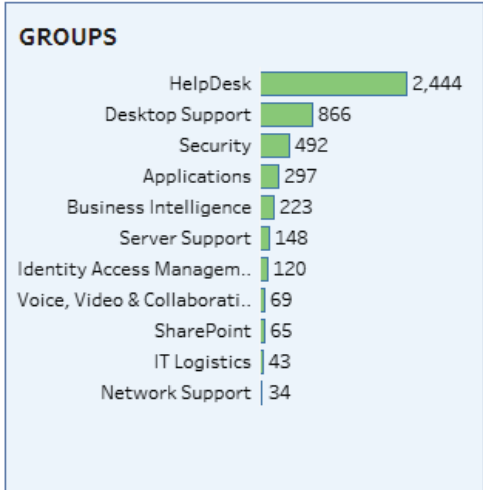 GROUPS
HelpDesk 2,444
Desktop Support 866
Security 492
Applications 297
Business Intelligence 223
Server Support 148
Identity Access Managem.. 120
Voice, Video & Collaborati.. 69
SharePoint 65
IT Logistics 43
Network Support 34